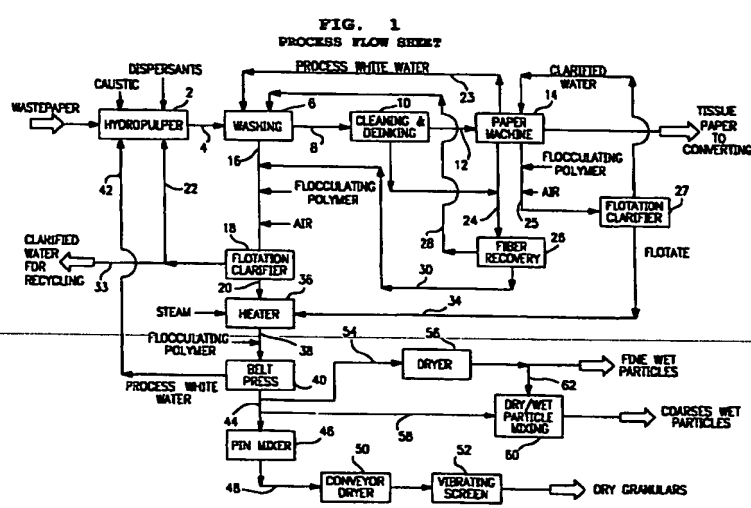 FIG. 1
PROCESS FLOW SHEET
DISPERSANTS
CAUSTIC
WASTEPAPER
2
HYDROPULPER
4
PROCESS WHITE WATER
23
6
WASHING
8
10
CLEANING &
DEINKING
12
CLARIFIED
WATER
14
PAPER
MACHINE
TISSUE
PAPER
TO
CONVERTING
16
42
22
FLOCCULATING
POLYMER
AIR
28
24
25
FLOCCULATING
POLYMER
AIR
27
FLOTATION
CLARIFIER
FLOTATE
FIBER
RECOVERY
26
30
CLARIFIED
WATER
FOR
RECYCLING
33
18
FLOTATION
CLARIFIER
20
36
STEAM
HEATER
34
FLOCCULATING
POLYMER
38
BELT
PRESS
40
PROCESS WHITE
WATER
44
54
56
DRYER
FINE WET
PARTICLES
62
58
DRY/WET
PARTICLE
MIXING
60
COARSES WET
PARTICLES
PIN MIXER
46
48
50
CONVEYOR
DRYER
52
VIBRATING
SCREEN
DRY GRANULARS